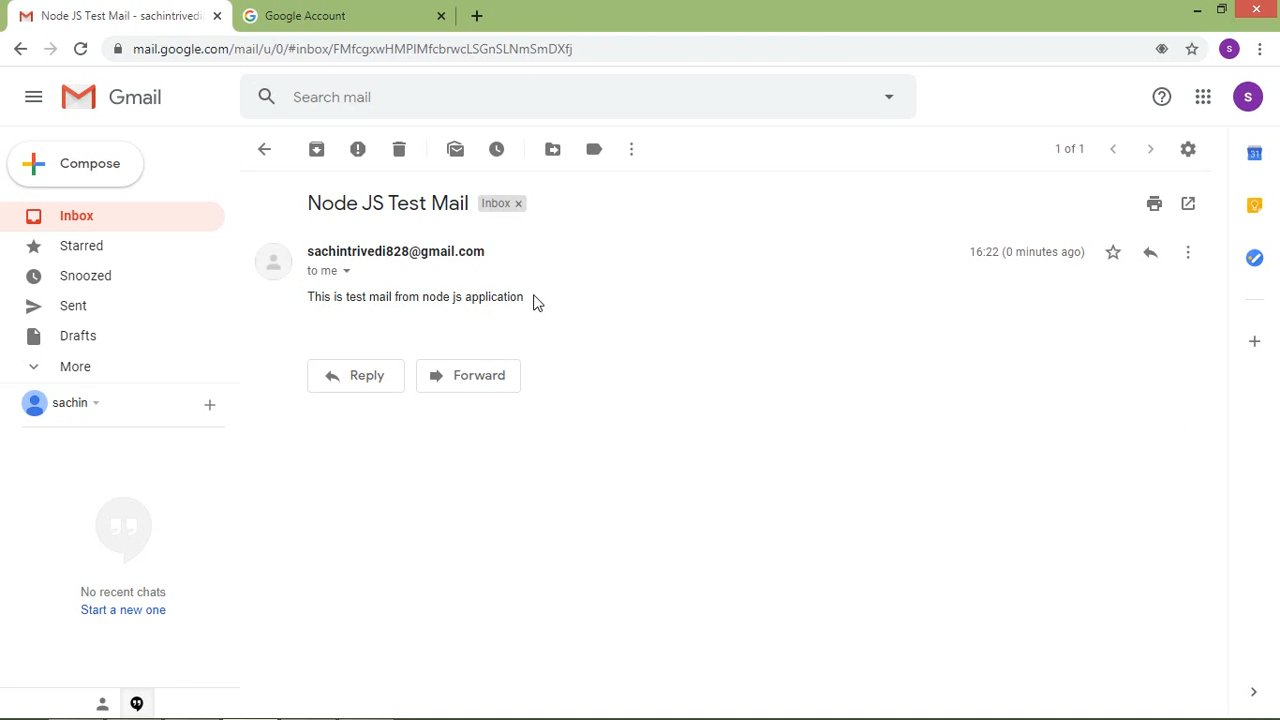 Node JS Test Mail - sachintrivedi
Google Account
mail.google.com/mail/u/0/#inbox/FMfcgxwHMPlMfcbrwcLSGnSLNmSmDXfj
S
Gmail
Search mail
S
Compose
1 of 1
31
Node JS Test Mail
Inbox ×
Inbox
sachintrivedi828@gmail.com
16:22 (0 minutes ago)
Starred
to me
Snoozed
This is test mail from node js application
Sent
Drafts
More
Reply
Forward
sachin
No recent chats
Start a new one